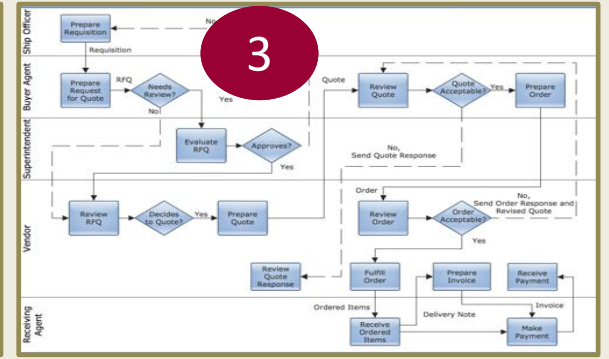 Ship Officer
Prepare
Requisition
No
Requisition
3
Buyer Agent
Prepare
Request
for Quote
RFQ
Needs
Review?
Yes
No
Quote
Review
Quote
Quote
Acceptable?
Yes
Prepare
Order
Superintendent
Evaluate
RFQ
Approves?
Yes
No,
Send Quote Response
Vendor
Review
RFQ
Decides
to Quote?
Yes
Prepare
Quote
Order
Review
Order
Order
Acceptable?
No,
Send Order Response and
Revised Quote
Yes
Review
Quote
Response
Fulfill
Order
Prepare
Invoice
Receive
Payment
Receiving
Agent
Ordered Items
Receive
Ordered
Items
Delivery Note
Invoice
Make
Payment